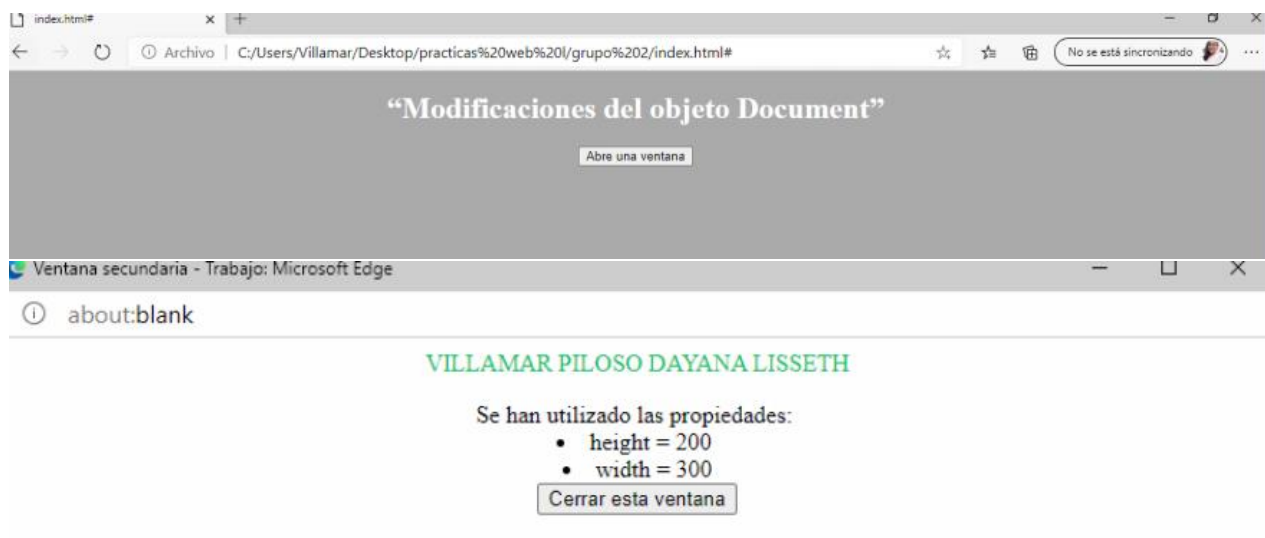 index.html#
Archivo | C:/Users/Villamar/Desktop/practicas%20web%20l/grupo%202/index.html#
No se está sincronizando
“Modificaciones del objeto Document”
Abre una ventana
Ventana secundaria - Trabajo: Microsoft Edge
about:blank
VILLAMAR PILOSO DAYANA LISSETH
Se han utilizado las propiedades:
• height = 200
• width = 300
Cerrar esta ventana